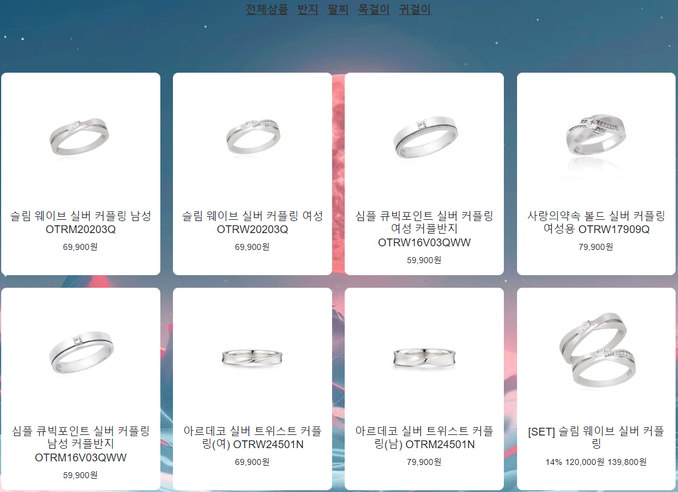 전체상품 반지 팔찌 목걸이 귀걸이
슬림 웨이브 실버 커플링 남성
OTRM20203Q
69,900원
슬림 웨이브 실버 커플링 여성
OTRW20203Q
69,900원
심플 큐빅포인트 실버 커플링
여성 커플반지
OTRW16V03QWW
59,900원
사랑의약속 볼드 실버 커플링
여성용 OTRW17909Q
79,900원
심플 큐빅포인트 실버 커플링
남성 커플반지
OTRM16V03QWW
59,900원
아르데코 실버 트위스트 커플
링(여) OTRW24501N
69,900원
아르데코 실버 트위스트 커플
링(남) OTRM24501N
79,900원
[SET] 슬림 웨이브 실버 커플
링
14% 120,000원 139,800원